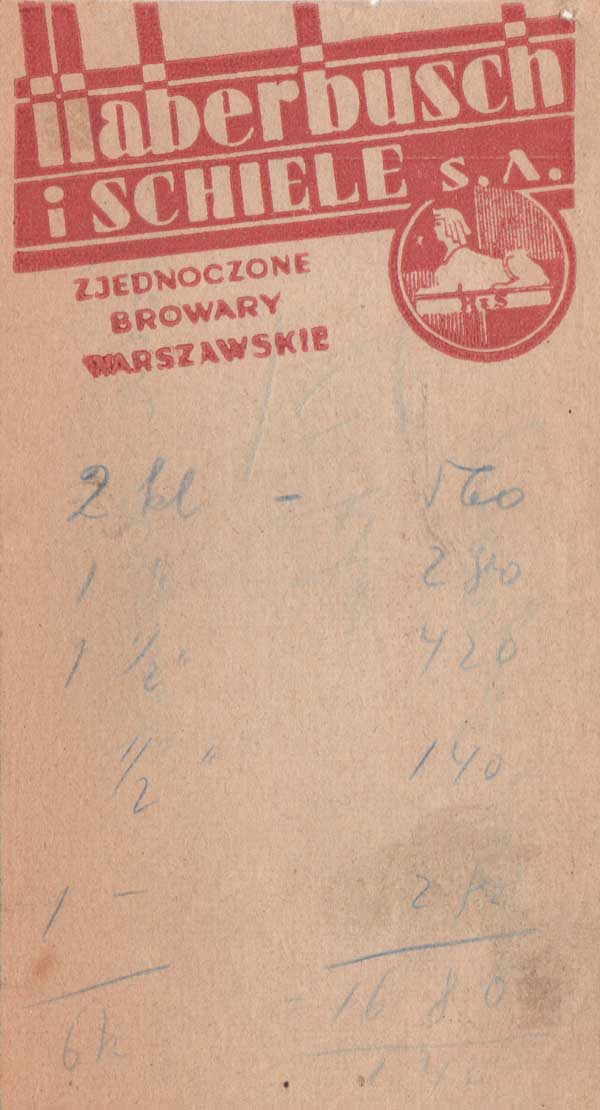 Haberbusch
i SCHIELE S.A.
H i S
ZJEDNOCZONE
BROWARY
WARSZAWSKIE
2 kl - 560
1 " 280
1 1/2 " 420
1/2 " 140
1 - 280
6k - 1680
140